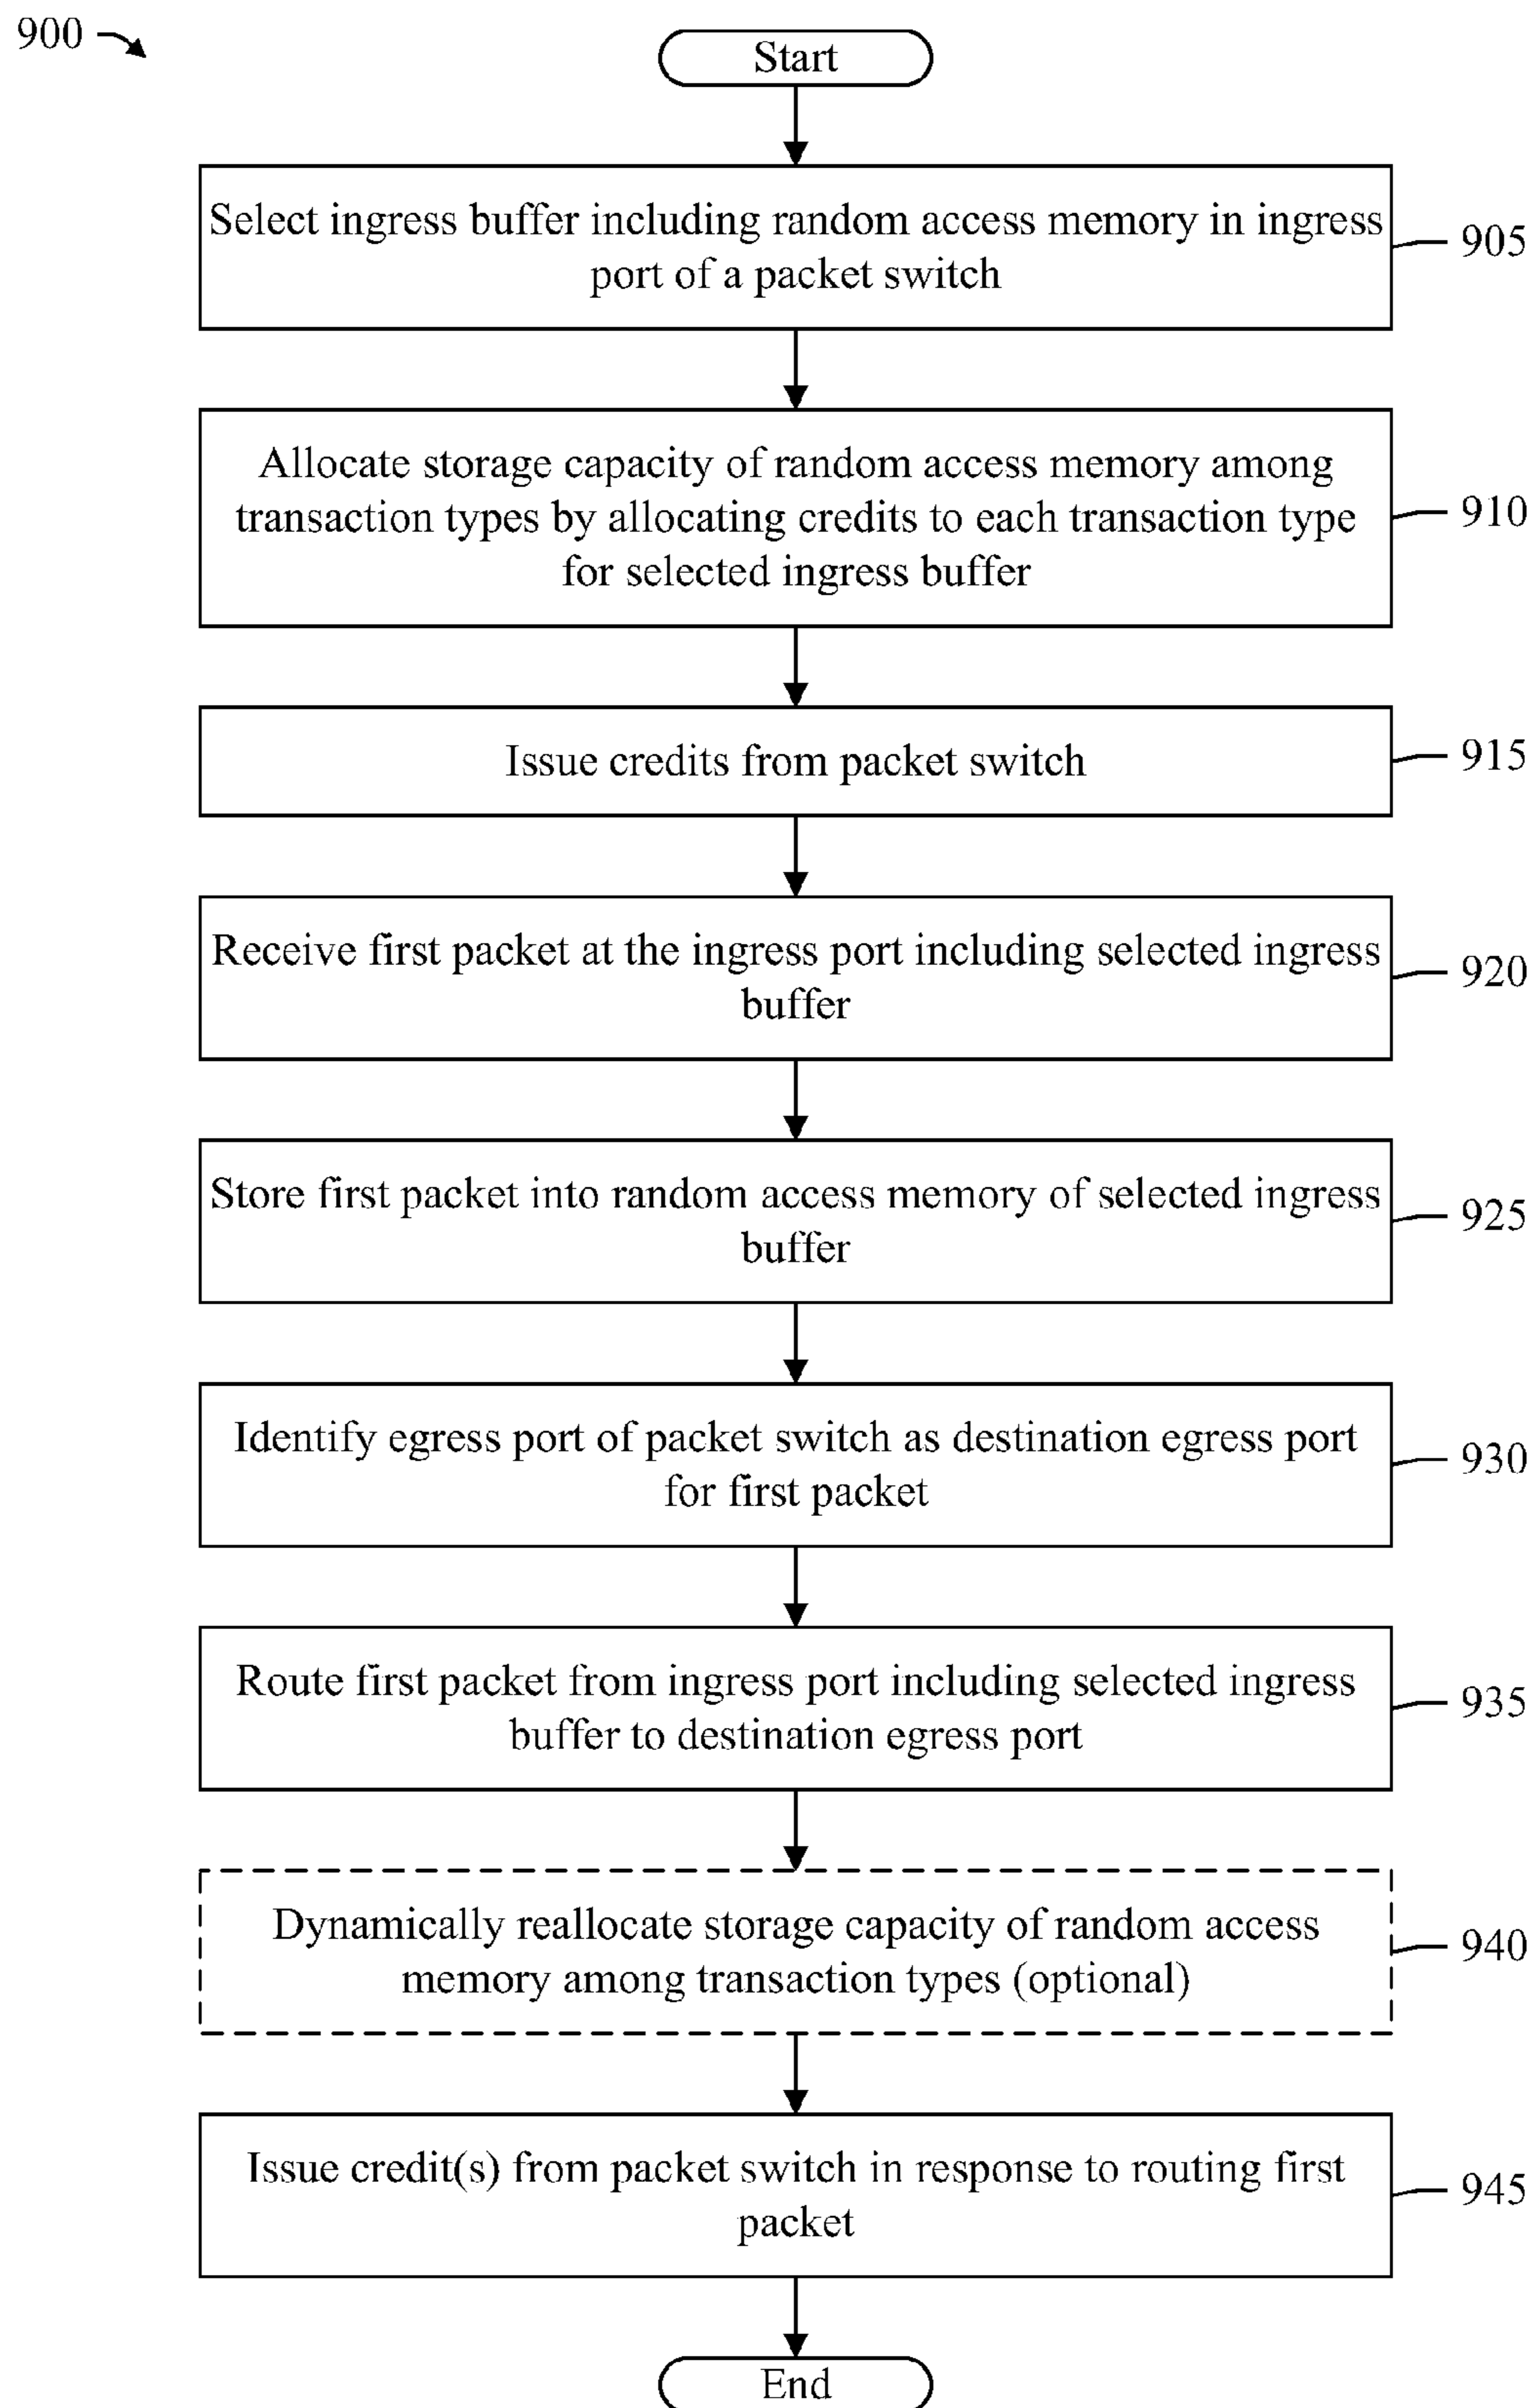 900
Start
Select ingress buffer including random access memory in ingress
port of a packet switch
905
Allocate storage capacity of random access memory among
transaction types by allocating credits to each transaction type
for selected ingress buffer
910
Issue credits from packet switch
915
Receive first packet at the ingress port including selected ingress
buffer
920
Store first packet into random access memory of selected ingress
buffer
925
Identify egress port of packet switch as destination egress port
for first packet
930
Route first packet from ingress port including selected ingress
buffer to destination egress port
935
Dynamically reallocate storage capacity of random access
memory among transaction types (optional)
940
Issue credit(s) from packet switch in response to routing first
packet
945
End